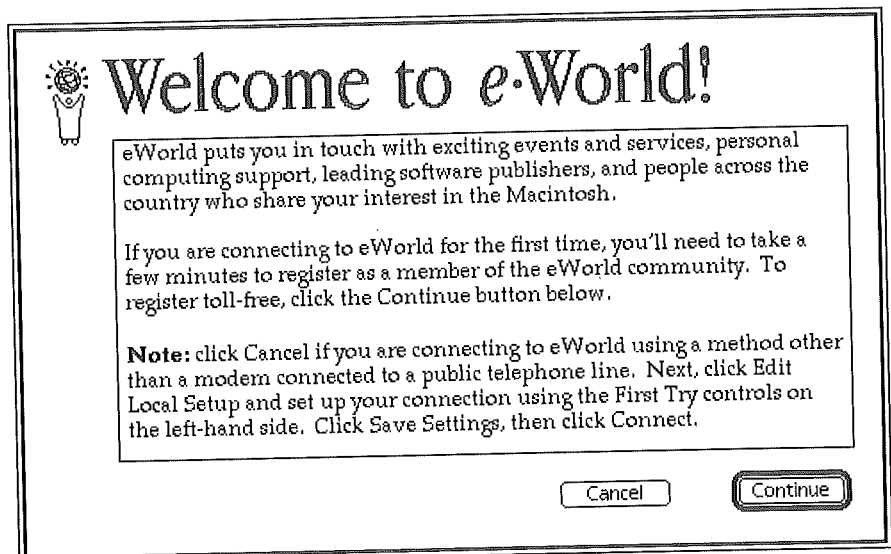 Welcome to e·World!
eWorld puts you in touch with exciting events and services, personal
computing support, leading software publishers, and people across the
country who share your interest in the Macintosh.
If you are connecting to eWorld for the first time, you'll need to take a
few minutes to register as a member of the eWorld community. To
register toll-free, click the Continue button below.
Note: click Cancel if you are connecting to eWorld using a method other
than a modem connected to a public telephone line. Next, click Edit
Local Setup and set up your connection using the First Try controls on
the left-hand side. Click Save Settings, then click Connect.
Cancel
Continue